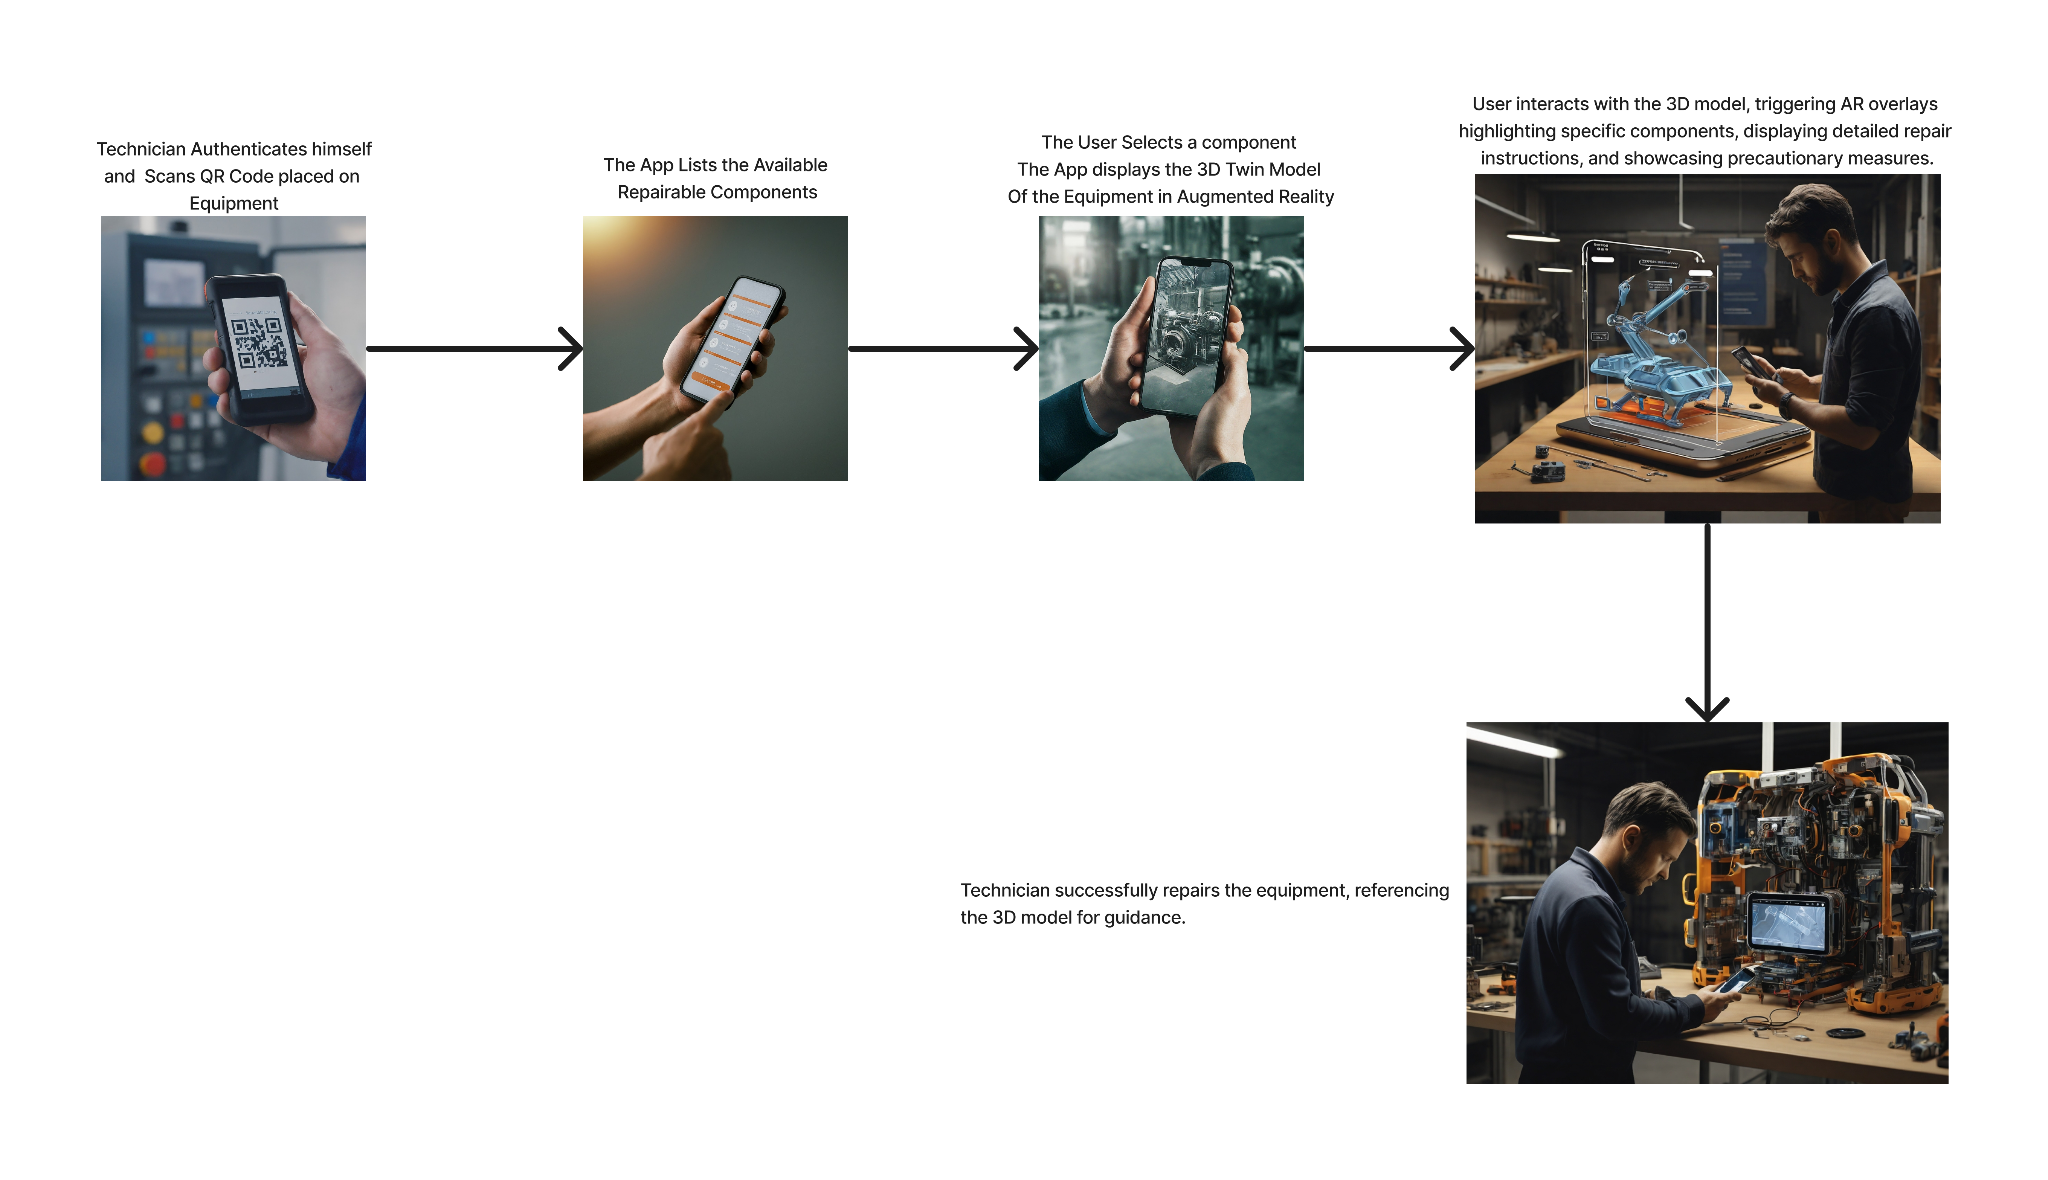 Technician Authenticates himself
and  Scans QR Code placed on
Equipment
The App Lists the Available
Repairable Components
The User Selects a component
The App displays the 3D Twin Model
Of the Equipment in Augmented Reality
User interacts with the 3D model, triggering AR overlays
highlighting specific components, displaying detailed repair
instructions, and showcasing precautionary measures.
Technician successfully repairs the equipment, referencing
the 3D model for guidance.